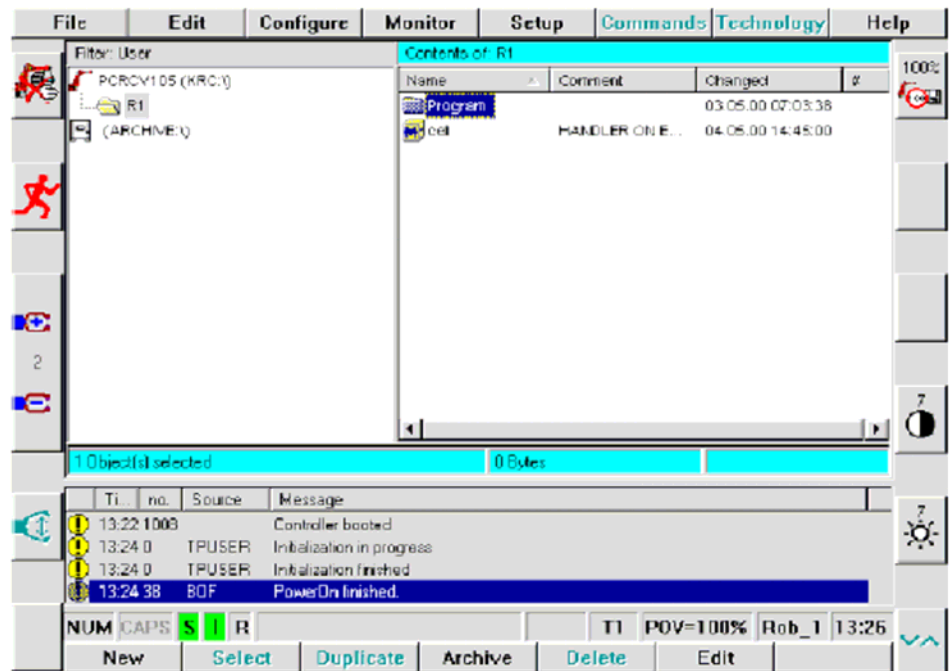 File Edit Configure Monitor Setup Commands Technology Help
Filter: User Contents of: R1
100%
PCRCV105 (KRC:\) Name Comment Changed #
R1 Program 03.05.00 07:03:38
(ARCHIVE:\) cell HANDLER ON E... 04.05.00 14:45:00
2
7
1 Object(s) selected 0 Bytes
Ti... no. Source Message
13:22 1003 Controller booted
13:24 0 TPUSER Initialization in progress
7
13:24 0 TPUSER Initialization finished
13:24 38 BOF PowerOn finished.
NUM CAPS S I R T1 POV=100% Rob_1 13:26
New Select Duplicate Archive Delete Edit